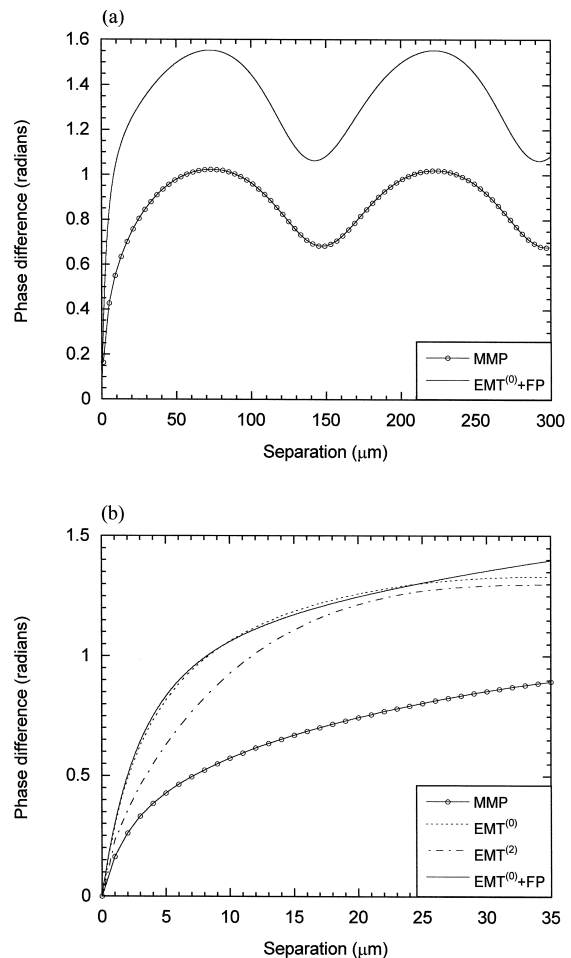 (a)
1.6
1.4
1.2
1
0.8
0.6
0.4
0.2
0
Phase difference (radians)
MMP
EMT(0)+FP
0 50 100 150 200 250 300
Separation (μm)
(b)
1.5
1
0.5
0
Phase difference (radians)
MMP
EMT(0)
EMT(2)
EMT(0)+FP
0 5 10 15 20 25 30 35
Separation (μm)